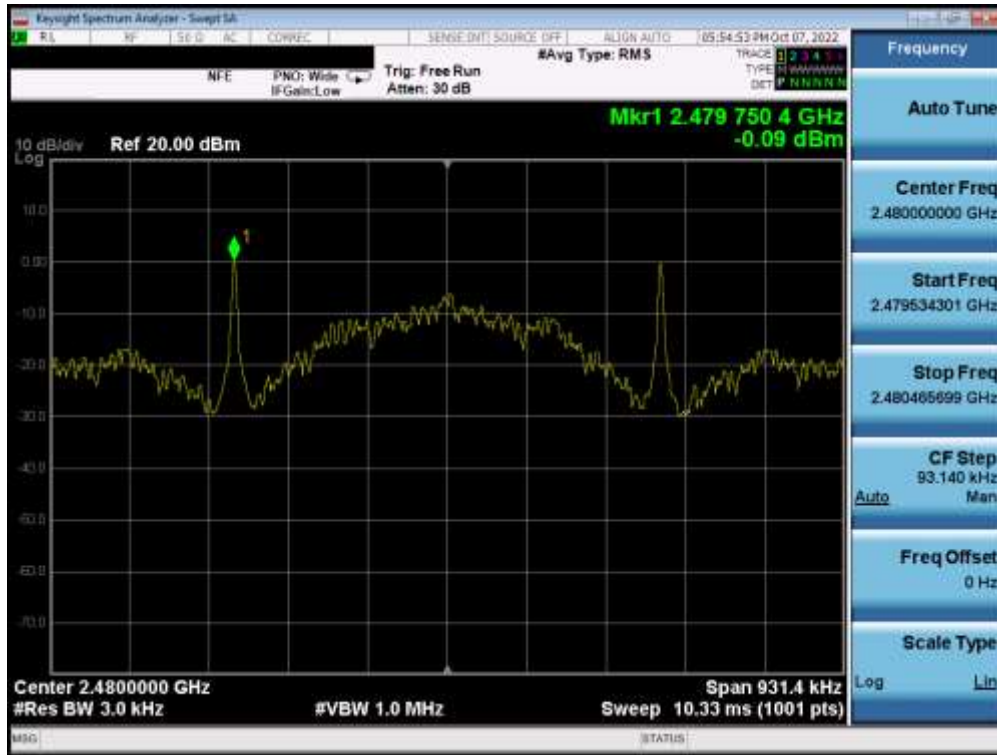 Keysight Spectrum Analyzer - Swept SA
RL RF 50 Ω AC CORREC SENSE:INT SOURCE OFF ALIGN AUTO 05:54:53 PM Oct 07, 2022
#Avg Type: RMS
TRACE 1 2 3 4 5 6
NFE PNO: Wide Trig: Free Run TYPE
IFGain:Low Atten: 30 dB DET P N N N N N
Mkr1 2.479 750 4 GHz
-0.09 dBm
10 dB/div Ref 20.00 dBm
Log
10.0
1
0.00
-10.0
-20.0
-30.0
-40.0
-50.0
-60.0
-70.0
Center 2.4800000 GHz Span 931.4 kHz
#Res BW 3.0 kHz #VBW 1.0 MHz Sweep 10.33 ms (1001 pts)
MSG STATUS
Frequency
Auto Tune
Center Freq
2.480000000 GHz
Start Freq
2.479534301 GHz
Stop Freq
2.480465699 GHz
CF Step
93.140 kHz
Auto Man
Freq Offset
0 Hz
Scale Type
Log Lin